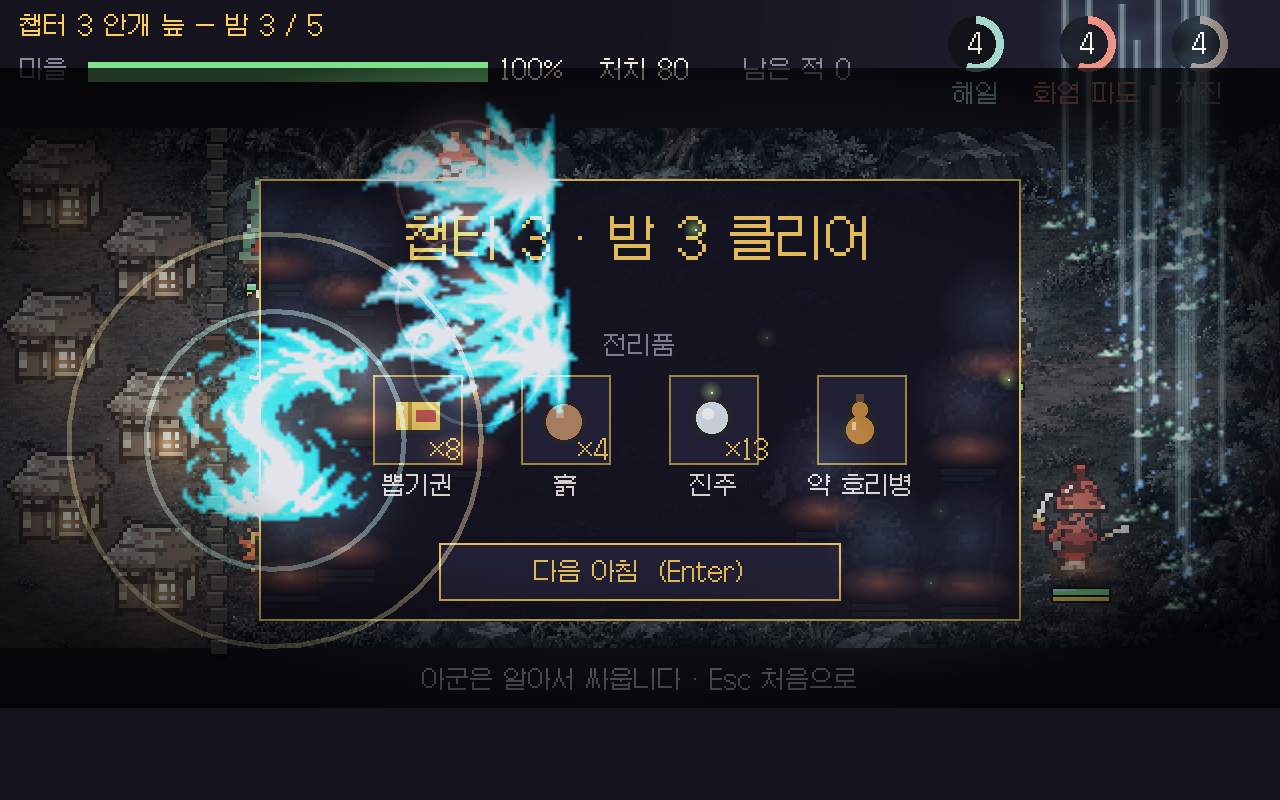 챕터 3 안개 늪 — 밤 3 / 5
마을 100% 처치 80 남은 적 0
4 4 4
해일 화염 파도 지진
챕터 3 · 밤 3 클리어
전리품
×8 ×4 ×13
뽑기권 흙 진주 약 호리병
다음 아침 (Enter)
아군은 알아서 싸웁니다 · Esc 처음으로